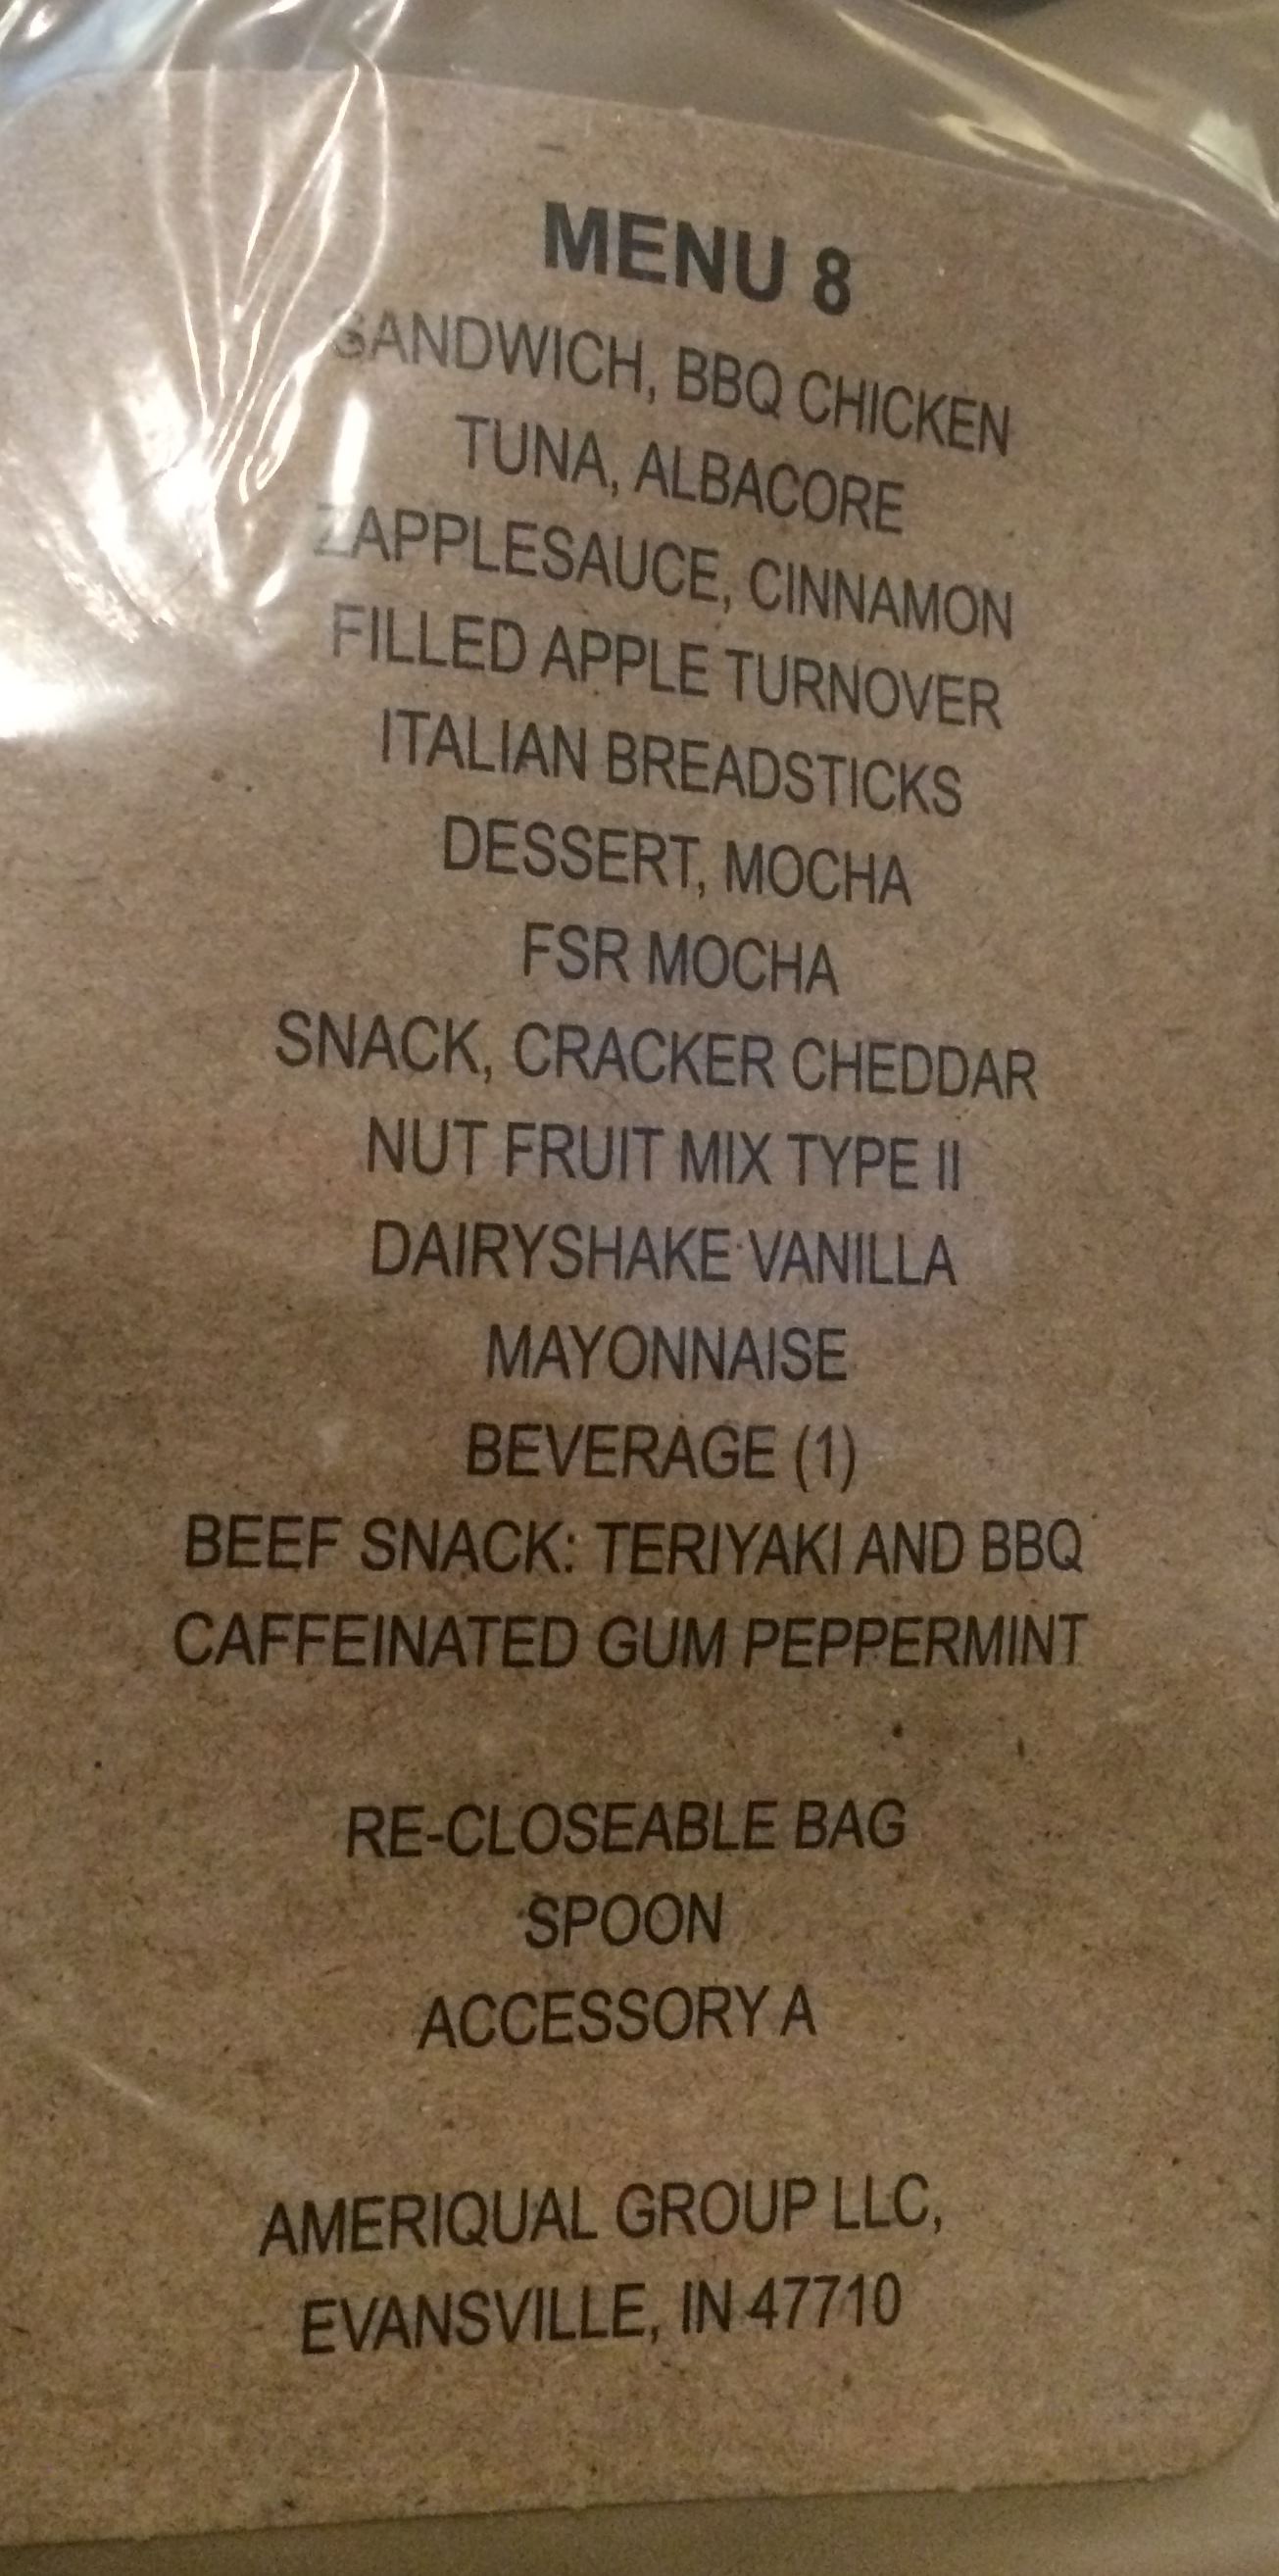 MENU 8
SANDWICH, BBQ CHICKEN
TUNA, ALBACORE
ZAPPLESAUCE, CINNAMON
FILLED APPLE TURNOVER
ITALIAN BREADSTICKS
DESSERT, MOCHA
FSR MOCHA
SNACK, CRACKER CHEDDAR
NUT FRUIT MIX TYPE II
DAIRYSHAKE VANILLA
MAYONNAISE
BEVERAGE (1)
BEEF SNACK: TERIYAKI AND BBQ
CAFFEINATED GUM PEPPERMINT
RE-CLOSEABLE BAG
SPOON
ACCESSORY A
AMERIQUAL GROUP LLC,
EVANSVILLE, IN 47710